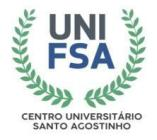 UNI
FSA
CENTRO UNIVERSITÁRIO
SANTO AGOSTINHO